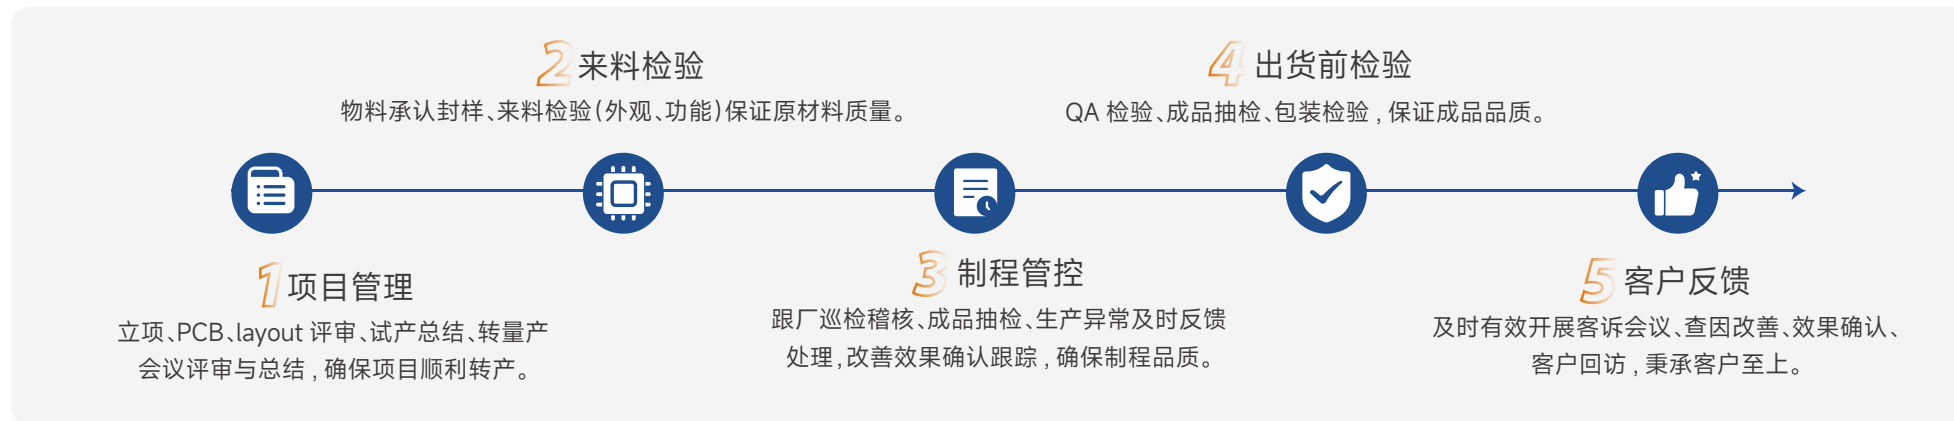 1 项目管理
立项、PCB、layout 评审、试产总结、转量产
会议评审与总结 , 确保项目顺利转产。
2 来料检验
物料承认封样、来料检验(外观、功能)保证原材料质量。
3 制程管控
跟厂巡检稽核、成品抽检、生产异常及时反馈
处理,改善效果确认跟踪 , 确保制程品质。
4 出货前检验
QA 检验、成品抽检、包装检验 , 保证成品品质。
5 客户反馈
及时有效开展客诉会议、查因改善、效果确认、
客户回访 , 秉承客户至上。